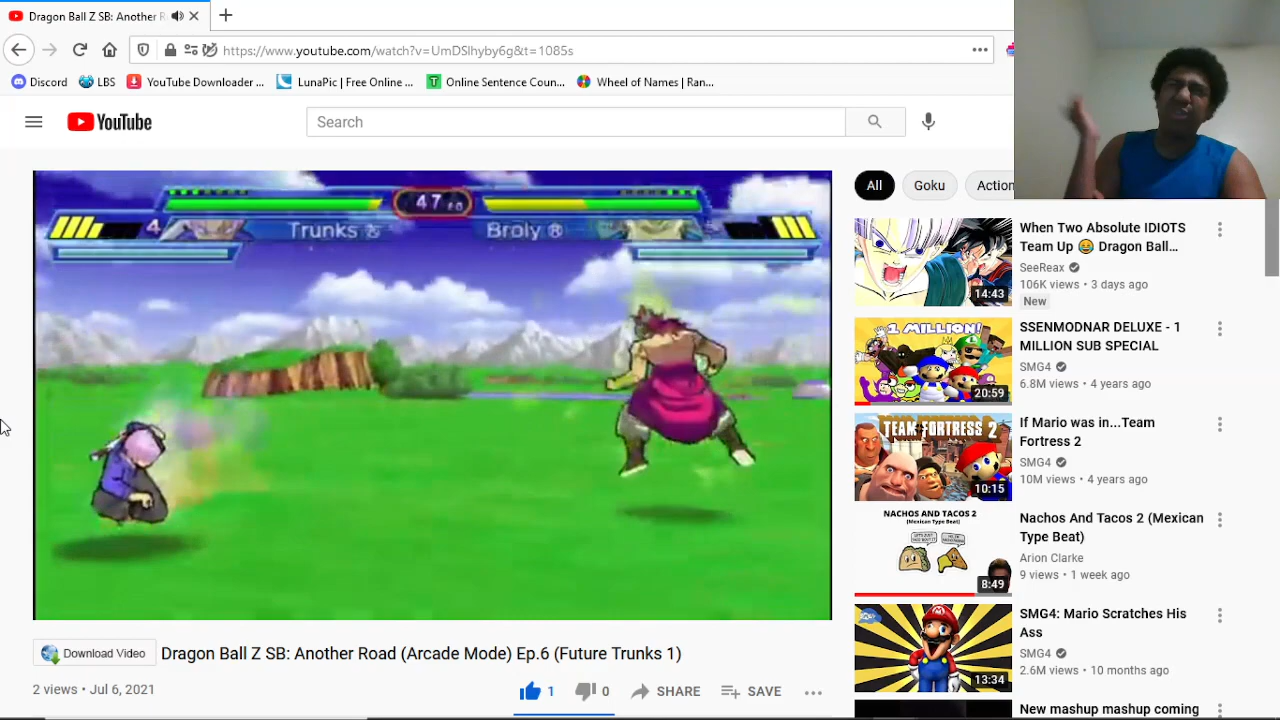 Dragon Ball Z SB: Another R
https://www.youtube.com/watch?v=UmDSlhyby6g&t=1085s
Discord LBS YouTube Downloader ... LunaPic | Free Online ... Online Sentence Coun... Wheel of Names | Ran...
YouTube
Search
All Goku Action
47
4 Trunks Broly
When Two Absolute IDIOTS
Team Up 😂 Dragon Ball...
SeeReax
106K views • 3 days ago
New
14:43
1 MILLION!
20:59
SSENMODNAR DELUXE - 1
MILLION SUB SPECIAL
SMG4
6.8M views • 4 years ago
TEAM FORTRESS 2
10:15
If Mario was in...Team
Fortress 2
SMG4
10M views • 4 years ago
NACHOS AND TACOS 2
(Mexican Type Beat)
8:49
Nachos And Tacos 2 (Mexican
Type Beat)
Arion Clarke
9 views • 1 week ago
13:34
SMG4: Mario Scratches His
Ass
SMG4
2.6M views • 10 months ago
New mashup mashup coming
Download Video Dragon Ball Z SB: Another Road (Arcade Mode) Ep.6 (Future Trunks 1)
2 views • Jul 6, 2021
1 0 SHARE SAVE